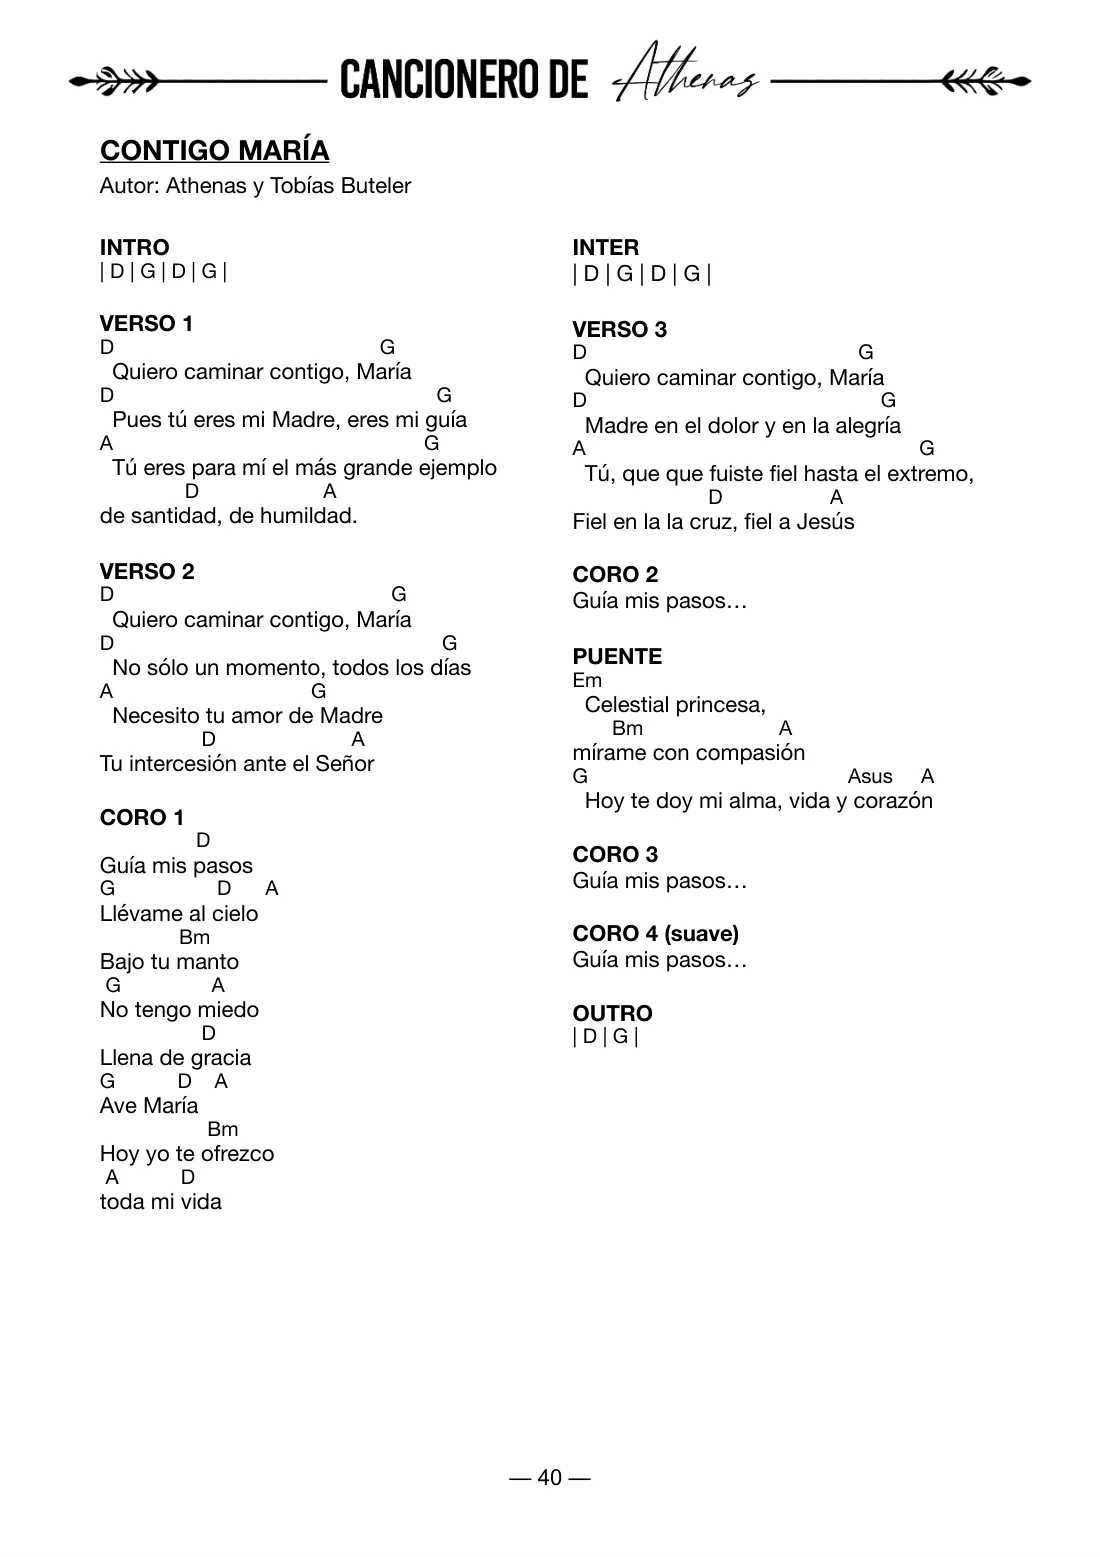 CANCIONERO DE Athenas
CONTIGO MARÍA
Autor: Athenas y Tobías Buteler
INTRO
| D | G | D | G |
VERSO 1
D G
Quiero caminar contigo, María
D G
Pues tú eres mi Madre, eres mi guía
A G
Tú eres para mí el más grande ejemplo
D A
de santidad, de humildad.
VERSO 2
D G
Quiero caminar contigo, María
D G
No sólo un momento, todos los días
A G
Necesito tu amor de Madre
D A
Tu intercesión ante el Señor
CORO 1
D
Guía mis pasos
G D A
Llévame al cielo
Bm
Bajo tu manto
G A
No tengo miedo
D
Llena de gracia
G D A
Ave María
Bm
Hoy yo te ofrezco
A D
toda mi vida
INTER
| D | G | D | G |
VERSO 3
D G
Quiero caminar contigo, María
D G
Madre en el dolor y en la alegría
A G
Tú, que que fuiste fiel hasta el extremo,
D A
Fiel en la la cruz, fiel a Jesús
CORO 2
Guía mis pasos…
PUENTE
Em
Celestial princesa,
Bm A
mírame con compasión
G Asus A
Hoy te doy mi alma, vida y corazón
CORO 3
Guía mis pasos…
CORO 4 (suave)
Guía mis pasos…
OUTRO
| D | G |
— 40 —